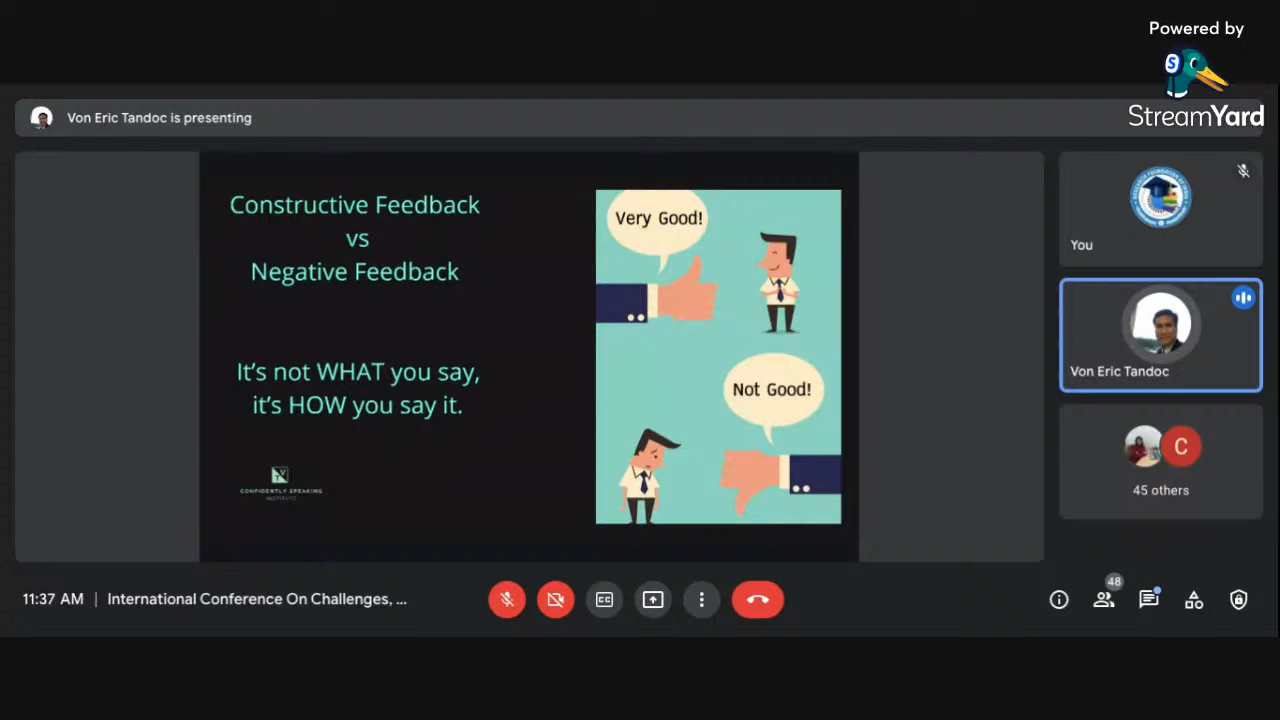 Powered by
StreamYard
Von Eric Tandoc is presenting
Constructive Feedback
vs
Negative Feedback
It's not WHAT you say,
it's HOW you say it.
CONFIDENTLY SPEAKING
INSTITUTE
Very Good!
Not Good!
You
Von Eric Tandoc
C
45 others
11:37 AM | International Conference On Challenges, ...
CC
48